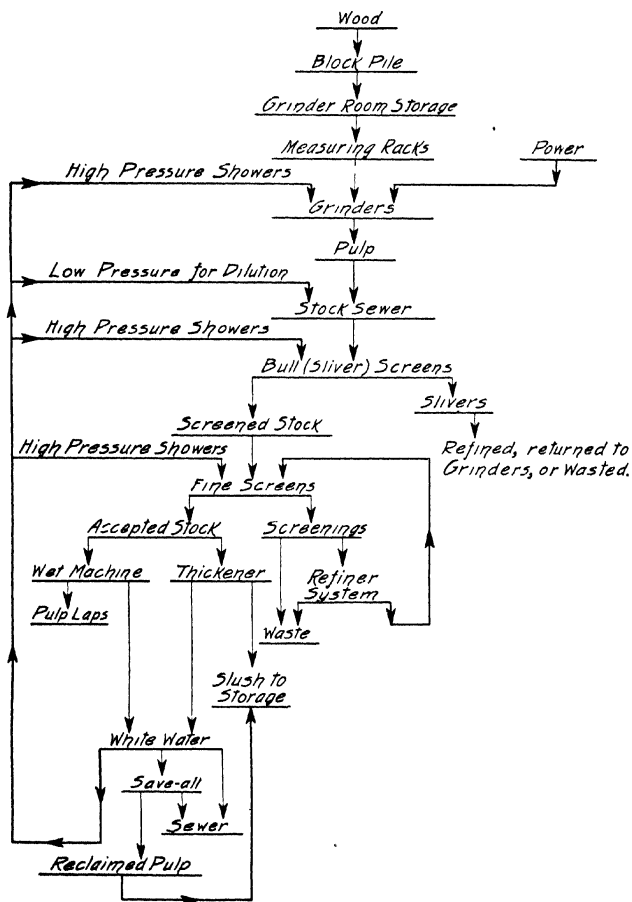 Wood
Block Pile
Grinder Room Storage
Measuring Racks
Power
High Pressure Showers
Grinders
Pulp
Low Pressure for Dilution
Stock Sewer
High Pressure Showers
Bull (Sliver) Screens
Slivers
Screened Stock
Refined, returned to
Grinders, or Wasted.
High Pressure Showers
Fine Screens
Accepted Stock
Screenings
Wet Machine
Thickener
Refiner
System
Pulp Laps
Waste
Slush to
Storage
White Water
Save-all
Sewer
Reclaimed Pulp